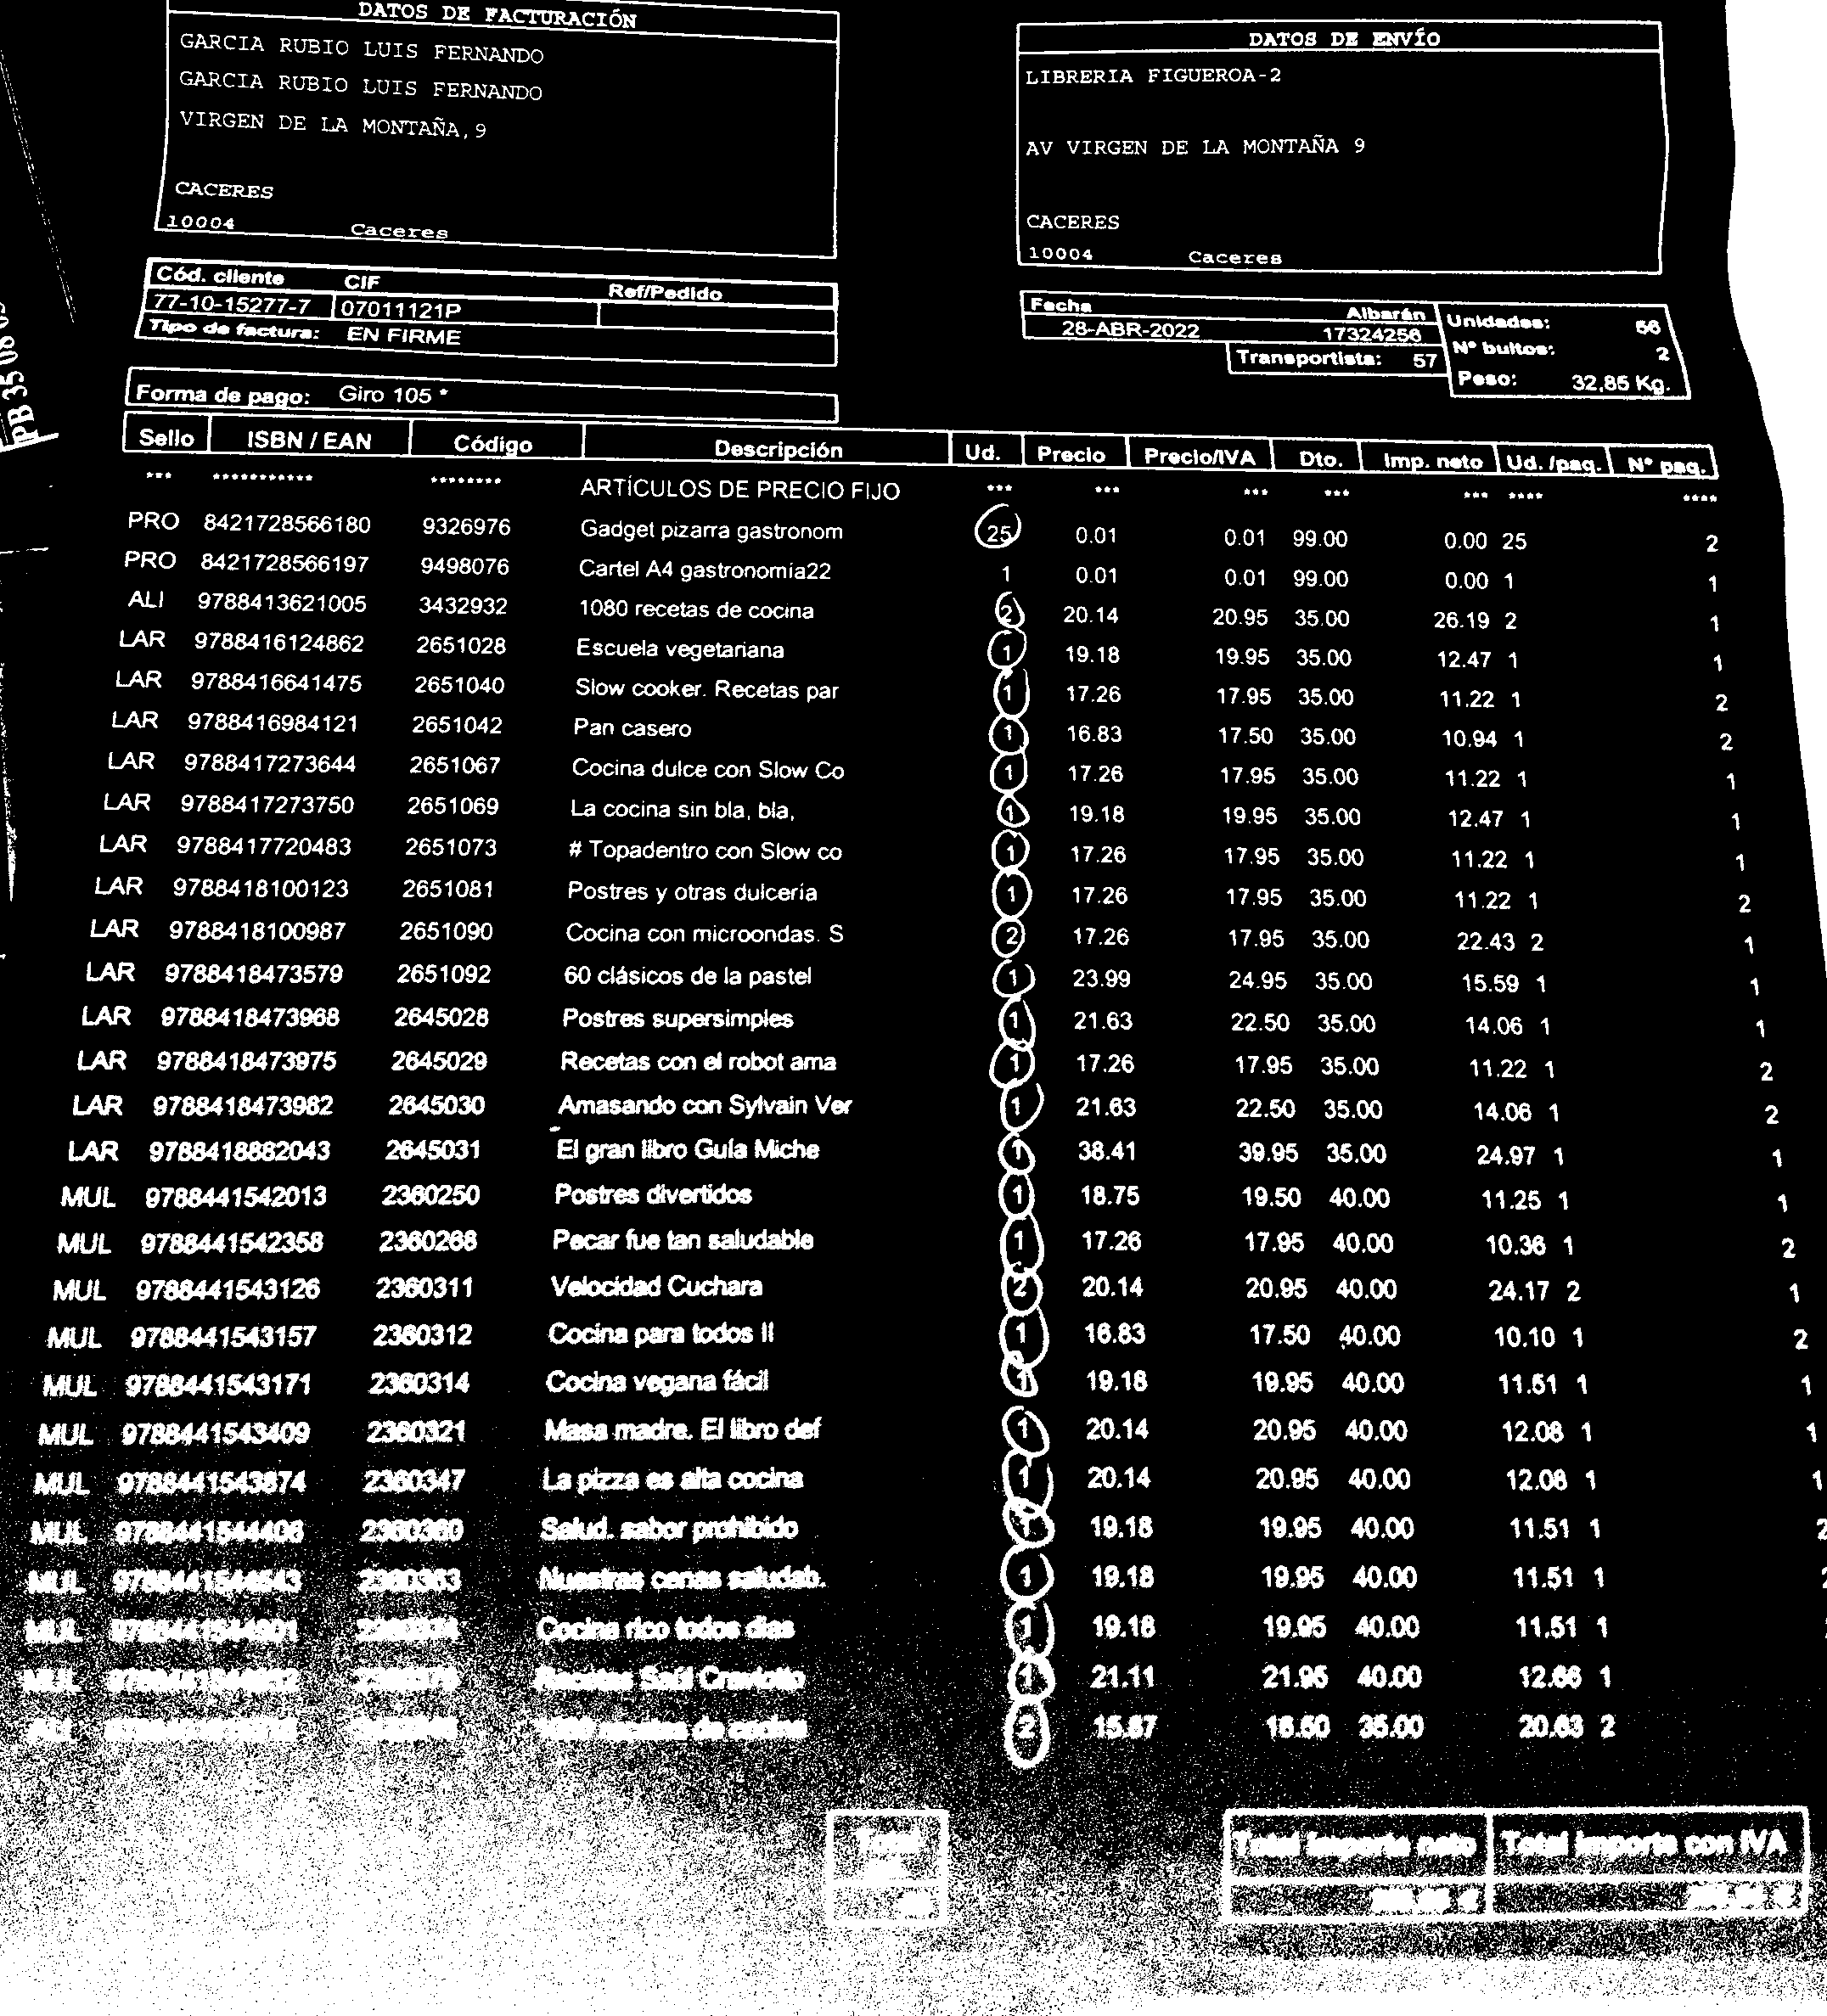 DATOS DE FACTURACIÓN
GARCIA RUBIO LUIS FERNANDO
GARCIA RUBIO LUIS FERNANDO
VIRGEN DE LA MONTAÑA, 9
CACERES
10004 Caceres
DATOS DE ENVÍO
LIBRERIA FIGUEROA-2
AV VIRGEN DE LA MONTAÑA 9
CACERES
10004 Caceres
Cód. cliente CIF Ref/Pedido
77-10-15277-7 07011121P
Tipo de factura: EN FIRME
Fecha Albarán
28-ABR-2022 17324256
Transportista: 57
Unidades: 56
Nº bultos: 2
Peso: 32,85 Kg.
Forma de pago: Giro 105 *
Sello ISBN / EAN Código Descripción Ud. Precio Precio/IVA Dto. Imp. neto Ud. /paq. Nº paq.
*** *********** ******** ARTÍCULOS DE PRECIO FIJO *** *** *** *** *** **** ****
PRO 8421728566180 9326976 Gadget pizarra gastronom 25 0.01 0.01 99.00 0.00 25 2
PRO 8421728566197 9498076 Cartel A4 gastronomía22 1 0.01 0.01 99.00 0.00 1 1
ALI 9788413621005 3432932 1080 recetas de cocina 2 20.14 20.95 35.00 26.19 2 1
LAR 9788416124862 2651028 Escuela vegetariana 1 19.18 19.95 35.00 12.47 1 1
LAR 9788416641475 2651040 Slow cooker. Recetas par 1 17.26 17.95 35.00 11.22 1 2
LAR 9788416984121 2651042 Pan casero 1 16.83 17.50 35.00 10.94 1 2
LAR 9788417273644 2651067 Cocina dulce con Slow Co 1 17.26 17.95 35.00 11.22 1 1
LAR 9788417273750 2651069 La cocina sin bla, bla, 1 19.18 19.95 35.00 12.47 1 1
LAR 9788417720483 2651073 # Topadentro con Slow co 1 17.26 17.95 35.00 11.22 1 1
LAR 9788418100123 2651081 Postres y otras dulcería 1 17.26 17.95 35.00 11.22 1 2
LAR 9788418100987 2651090 Cocina con microondas. S 2 17.26 17.95 35.00 22.43 2 1
LAR 9788418473579 2651092 60 clásicos de la pastel 1 23.99 24.95 35.00 15.59 1 1
LAR 9788418473968 2645028 Postres supersimples 1 21.63 22.50 35.00 14.06 1 1
LAR 9788418473975 2645029 Recetas con el robot ama 1 17.26 17.95 35.00 11.22 1 2
LAR 9788418473982 2645030 Amasando con Sylvain Ver 1 21.63 22.50 35.00 14.06 1 2
LAR 9788418882043 2645031 El gran libro Guía Miche 1 38.41 39.95 35.00 24.97 1 1
MUL 9788441542013 2360250 Postres divertidos 1 18.75 19.50 40.00 11.25 1 1
MUL 9788441542358 2360268 Pecar fue tan saludable 1 17.26 17.95 40.00 10.36 1 2
MUL 9788441543126 2360311 Velocidad Cuchara 2 20.14 20.95 40.00 24.17 2 1
MUL 9788441543157 2360312 Cocina para todos II 1 16.83 17.50 40.00 10.10 1 2
MUL 9788441543171 2360314 Cocina vegana fácil 1 19.18 19.95 40.00 11.51 1 1
MUL 9788441543409 2360321 Masa madre. El libro def 1 20.14 20.95 40.00 12.08 1 1
MUL 9788441543874 2360347 La pizza es alta cocina 1 20.14 20.95 40.00 12.08 1 1
MUL 9788441544406 2360360 Salud. sabor prohibido 1 19.18 19.95 40.00 11.51 1 2
MUL 9788441544543 2360363 Nuestras cenas saludab. 1 19.18 19.95 40.00 11.51 1 2
MUL Cocina rico todos días 1 19.18 19.95 40.00 11.51 1
MUL Recetas Saúl 1 21.11 21.95 40.00 12.66 1
ALI recetas de cocina 2 15.87 16.50 35.00 20.63 2
Total
Total Importe neto Total importe con IVA